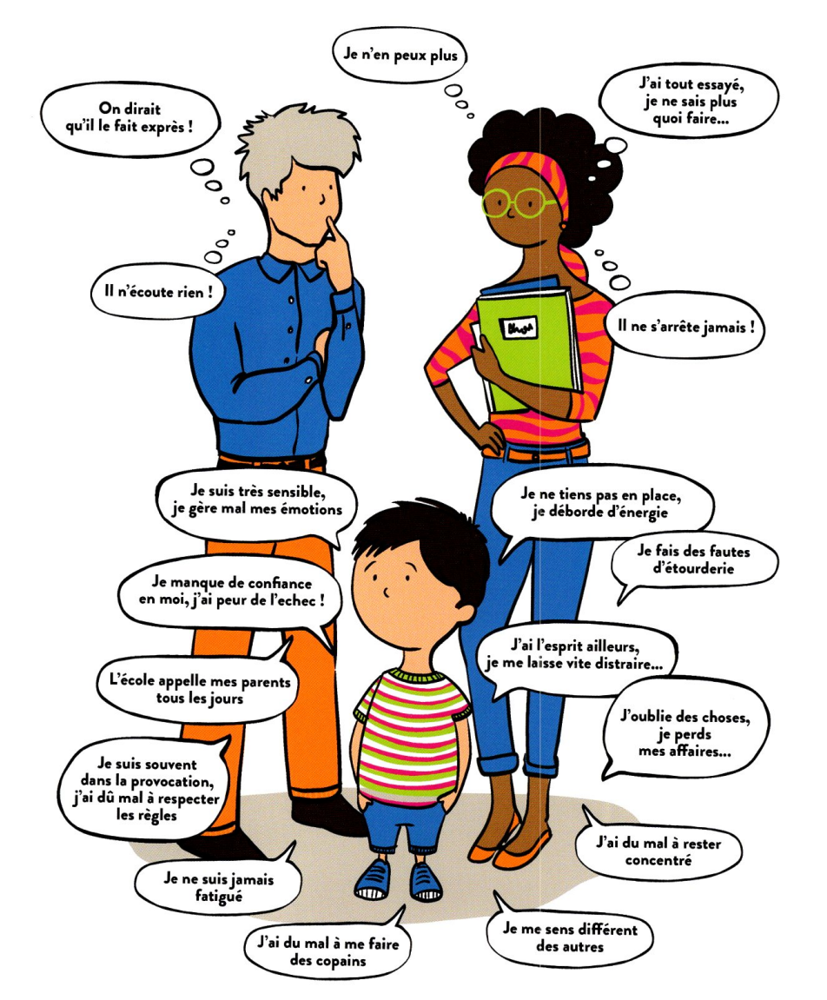 Je n'en peux plus
On dirait
qu'il le fait exprès !
J'ai tout essayé,
je ne sais plus
quoi faire...
Il n'écoute rien !
Il ne s'arrête jamais !
Je suis très sensible,
je gère mal mes émotions
Je ne tiens pas en place,
je déborde d'énergie
Je fais des fautes
d'étourderie
Je manque de confiance
en moi, j'ai peur de l'echec !
J'ai l'esprit ailleurs,
je me laisse vite distraire...
L'école appelle mes parents
tous les jours
J'oublie des choses,
je perds
mes affaires...
Je suis souvent
dans la provocation,
j'ai dû mal à respecter
les règles
J'ai du mal à rester
concentré
Je ne suis jamais
fatigué
Je me sens différent
des autres
J'ai du mal à me faire
des copains